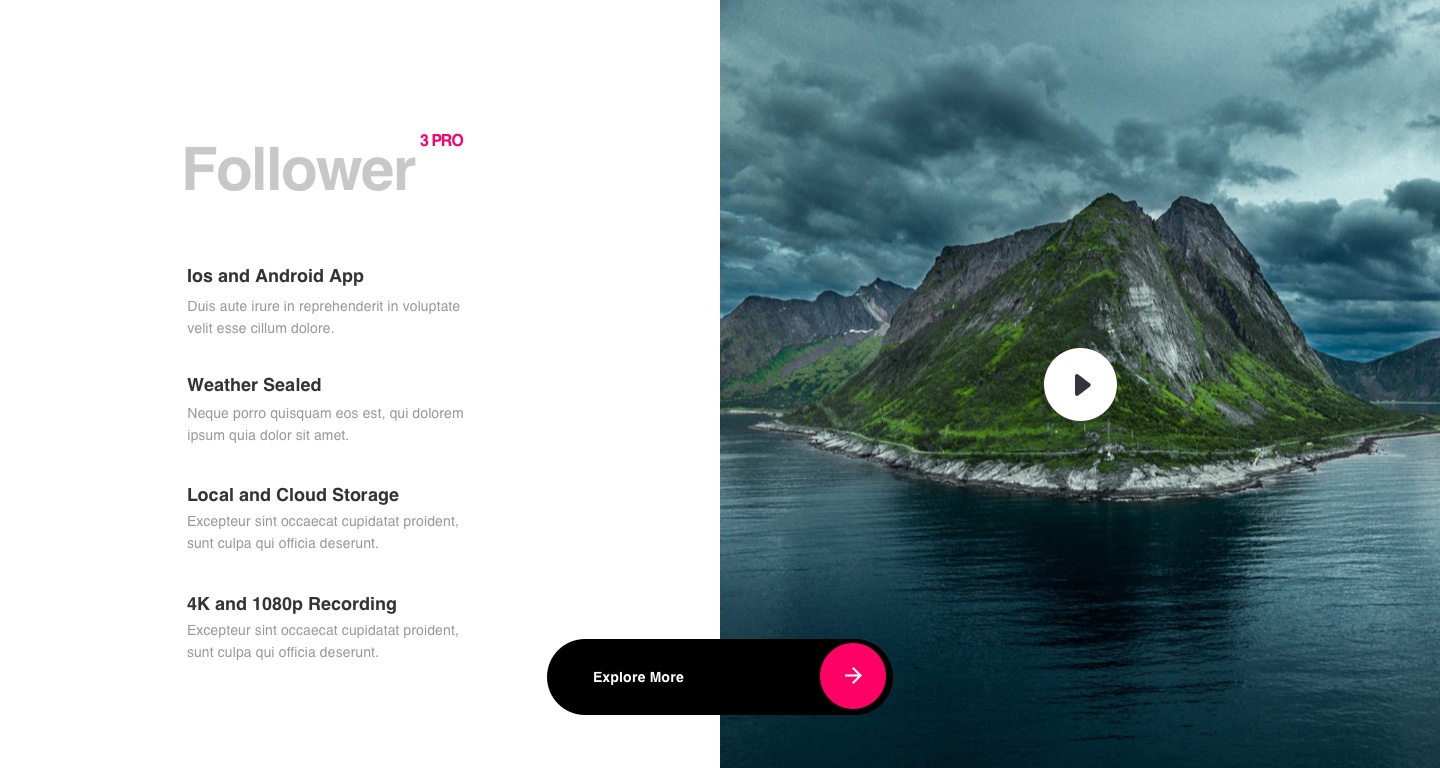 Follower 3 PRO
Ios and Android App
Duis aute irure in reprehenderit in voluptate
velit esse cillum dolore.
Weather Sealed
Neque porro quisquam eos est, qui dolorem
ipsum quia dolor sit amet.
Local and Cloud Storage
Excepteur sint occaecat cupidatat proident,
sunt culpa qui officia deserunt.
4K and 1080p Recording
Excepteur sint occaecat cupidatat proident,
sunt culpa qui officia deserunt.
Explore More